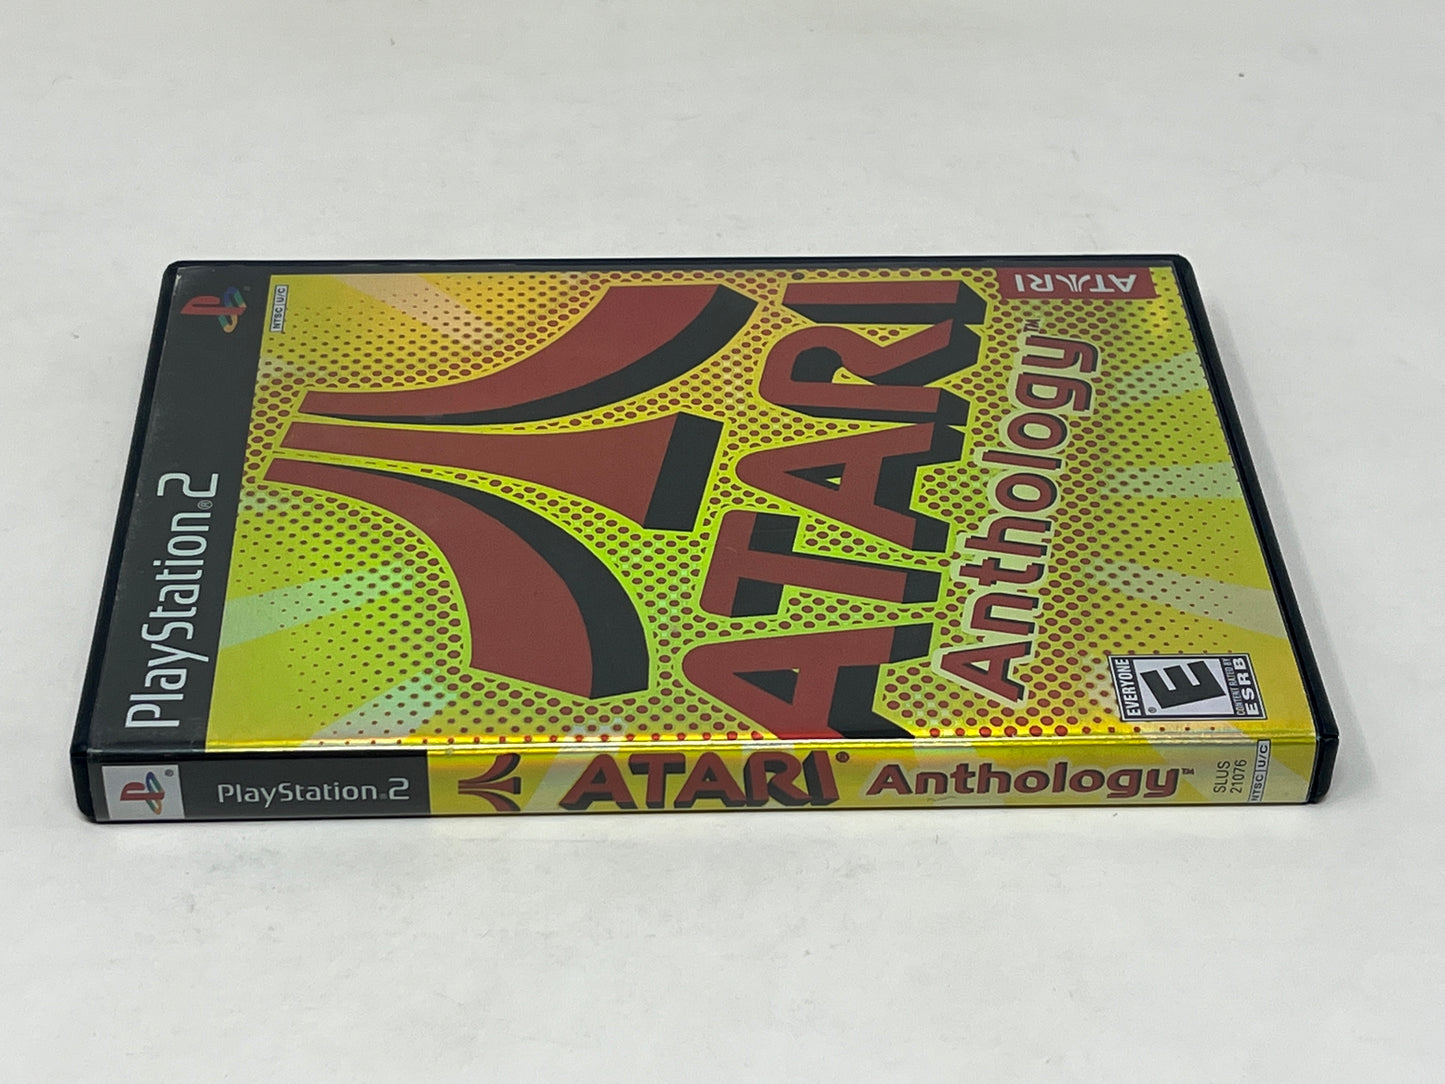 PlayStation®2
NTSC U/C
ATARI
ATARI
Anthology™
EVERYONE
E®
CONTENT RATED BY
ESRB
®
PlayStation®2
ATARI® Anthology™
SLUS
21076
NTSC U/C